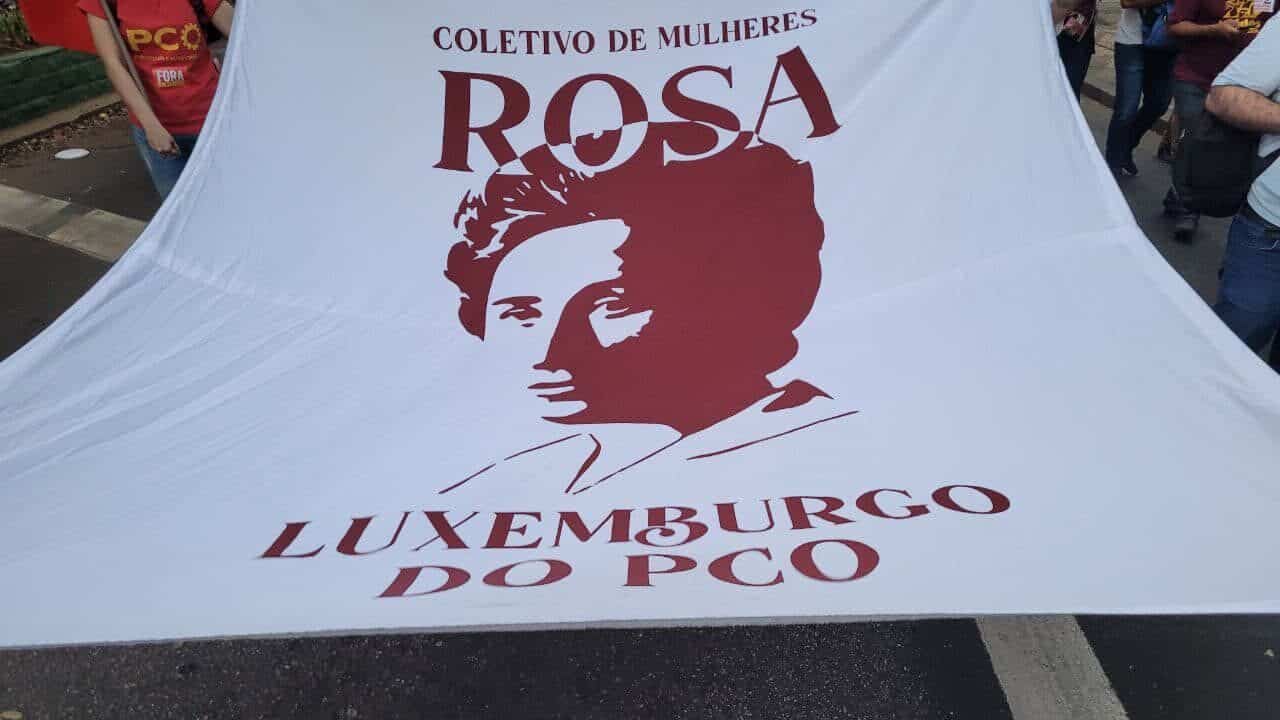 COLETIVO DE MULHERES
ROSA
LUXEMBURGO
DO PCO
PCO
FORA